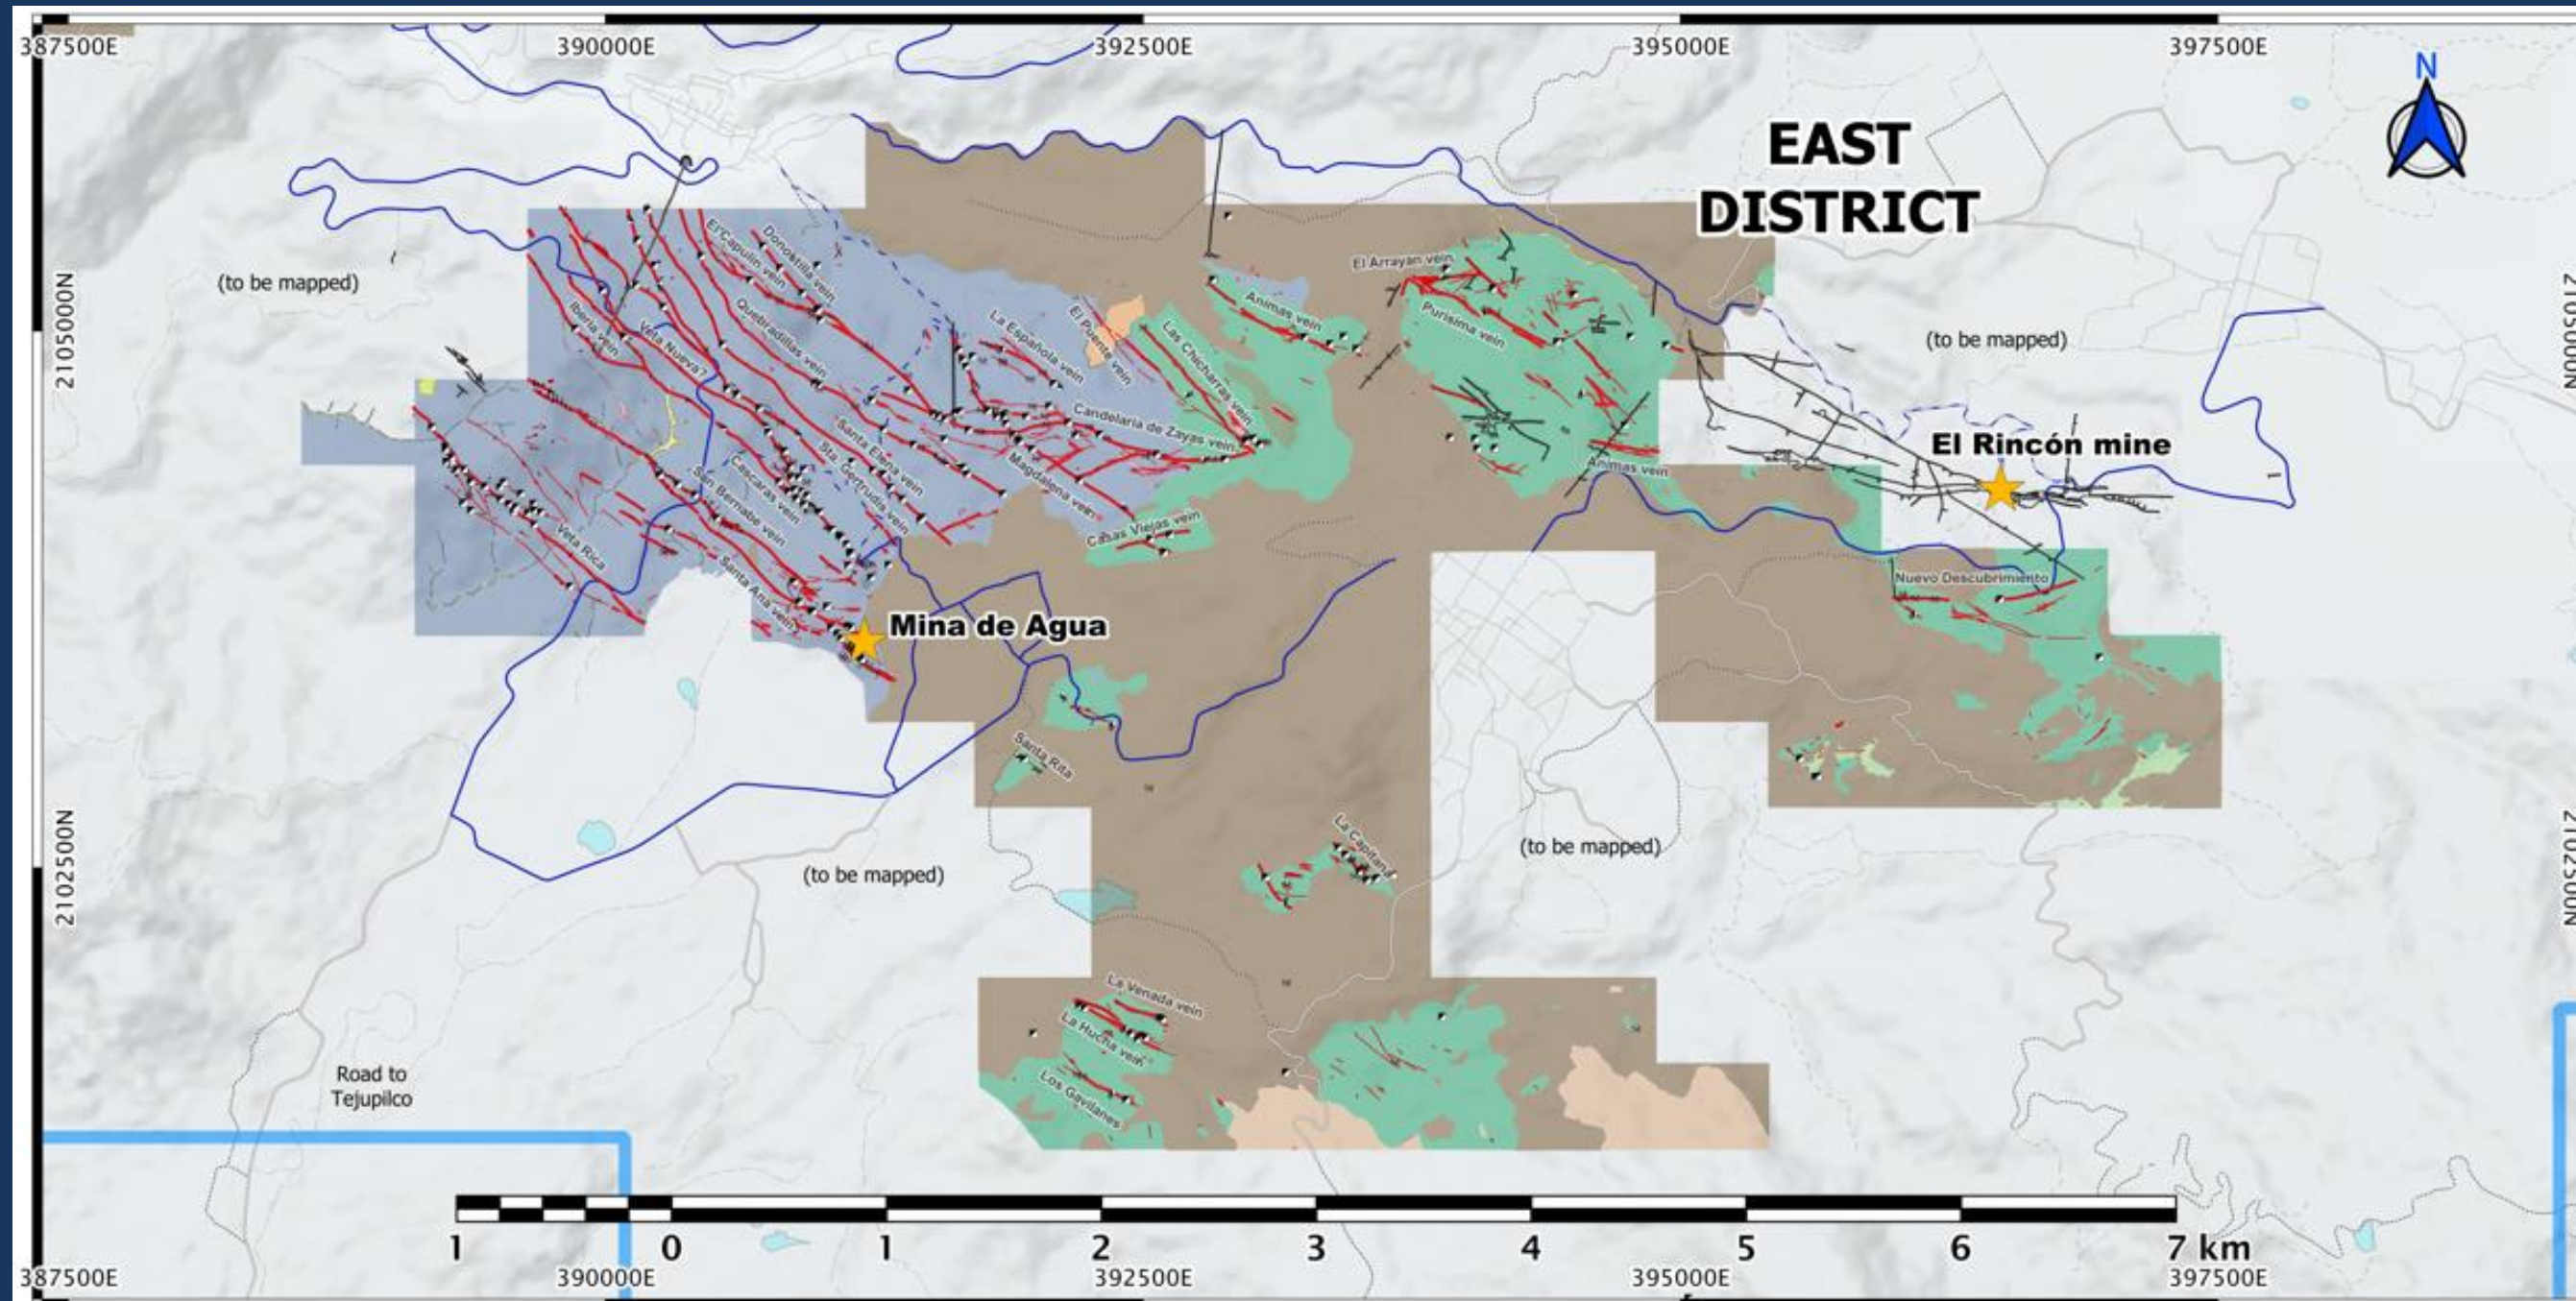 387500E
390000E
392500E
395000E
397500E
N
EAST
DISTRICT
2105000N
2105000N
(to be mapped)
(to be mapped)
El Capulin vein
Donostilla vein
Iberia vein
Veta Nueva?
Quebradillas vein
La Española vein
El Puente vein
Las Chicharras vein
Animas vein
El Arrayan vein
Purisima vein
Candelaria de Zayas vein
Santa Elena vein
Sta. Gertrudis vein
Magdalena vein
Cascaras vein
San Bernabe vein
Veta Rica
Santa Ana vein
Casas Viejas vein
Animas vein
El Rincón mine
Nuevo Descubrimiento
Mina de Agua
Santa Rita
2102500N
2102500N
(to be mapped)
(to be mapped)
La Capitana
La Venada vein
La Hucha vein
Los Gavilanes
Road to
Tejupilco
1 0 1 2 3 4 5 6 7 km
387500E
390000E
392500E
395000E
397500E